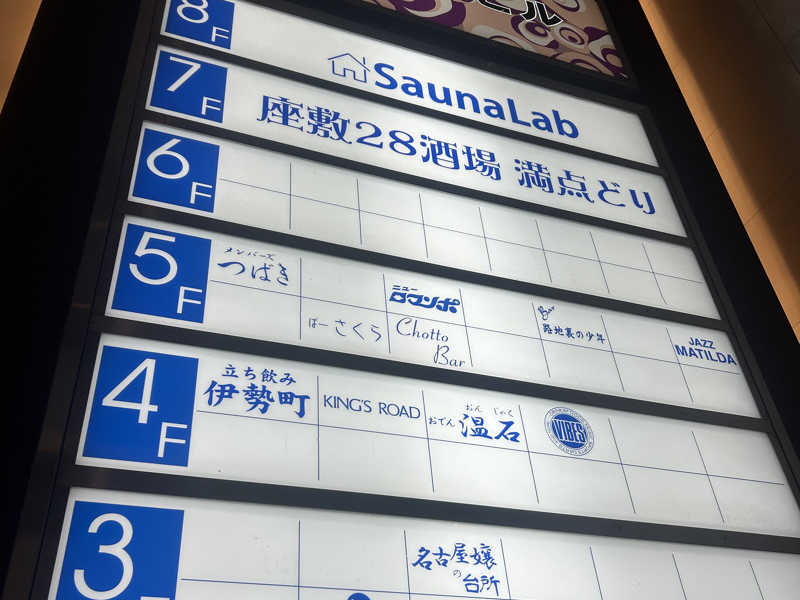 ビル
8F
SaunaLab
7F
座敷28酒場 満点どり
6F
5F
メンバーズ
つばき
ばーさくら
ニュー
ロマンポ
Chotto
Bar
路地裏の少年
JAZZ
MATILDA
4F
立ち飲み
伊勢町
KING'S ROAD
おん じゃく
おでん 温石
VIBES
3F
名古屋嬢
の
台所